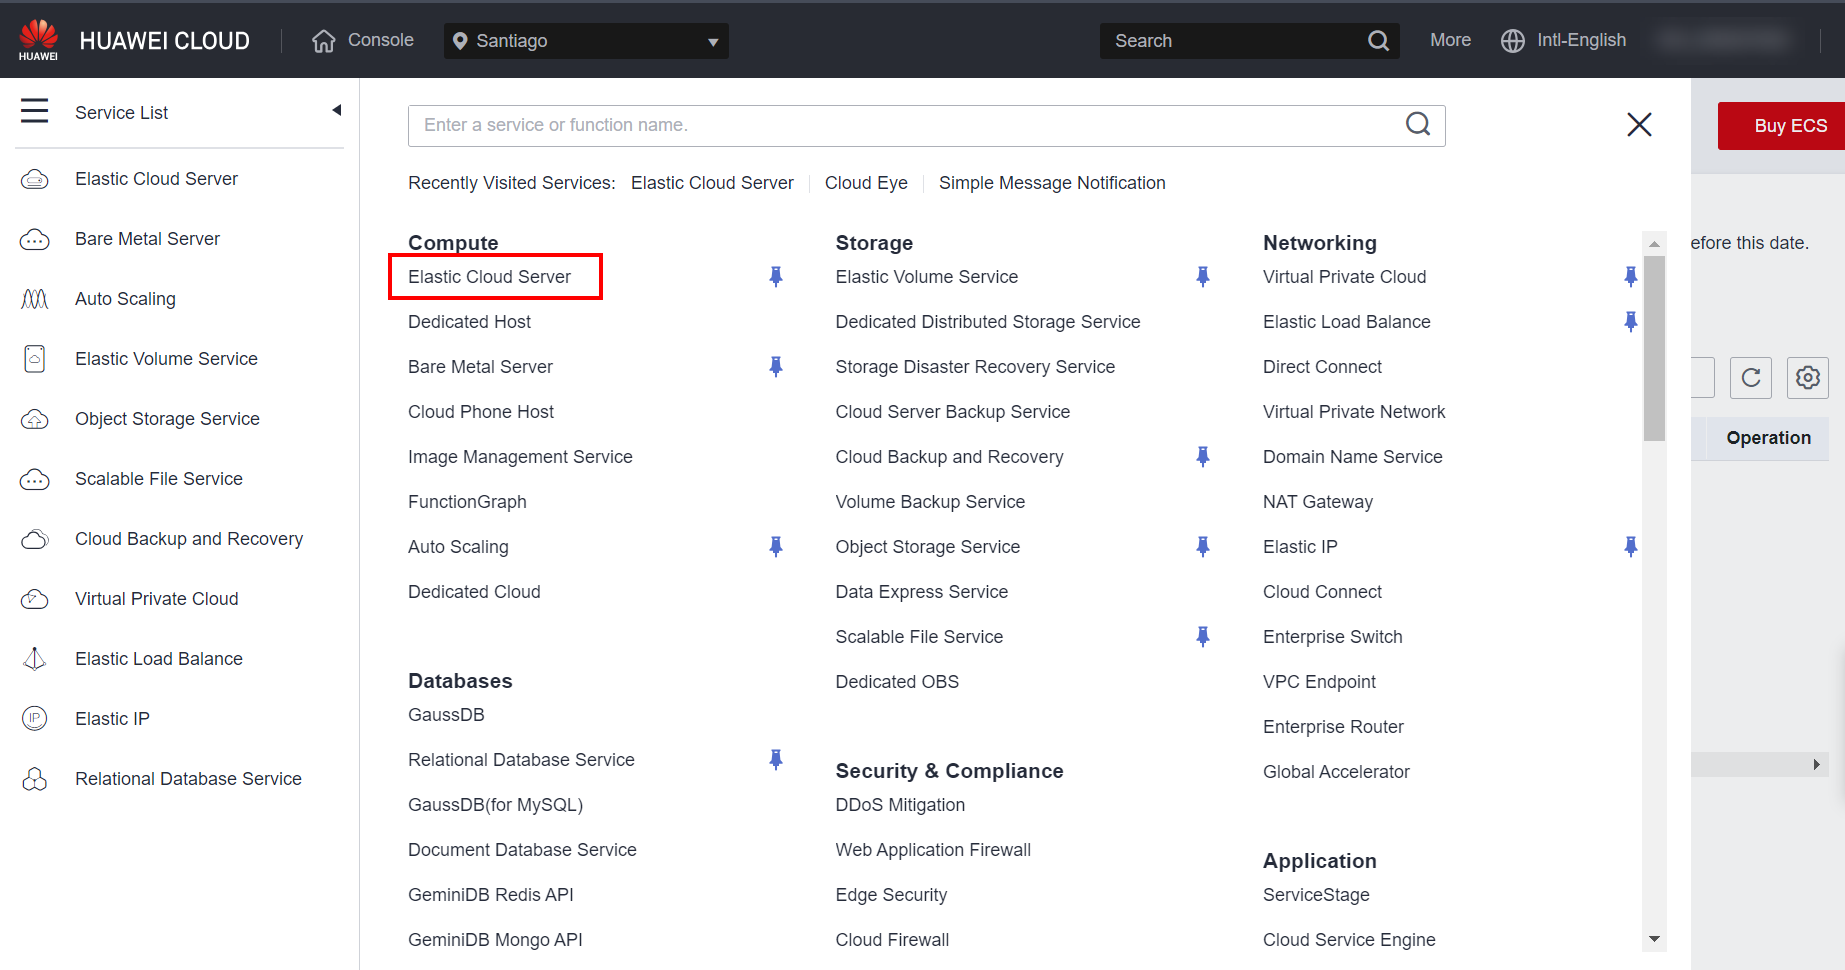 HUAWEI
HUAWEI CLOUD
Console
Santiago
Search
More
Intl-English
Service List
Elastic Cloud Server
Bare Metal Server
Auto Scaling
Elastic Volume Service
Object Storage Service
Scalable File Service
Cloud Backup and Recovery
Virtual Private Cloud
Elastic Load Balance
IP
Elastic IP
Relational Database Service
Enter a service or function name.
Recently Visited Services: Elastic Cloud Server Cloud Eye Simple Message Notification
Compute
Elastic Cloud Server
Dedicated Host
Bare Metal Server
Cloud Phone Host
Image Management Service
FunctionGraph
Auto Scaling
Dedicated Cloud
Databases
GaussDB
Relational Database Service
GaussDB(for MySQL)
Document Database Service
GeminiDB Redis API
GeminiDB Mongo API
Storage
Elastic Volume Service
Dedicated Distributed Storage Service
Storage Disaster Recovery Service
Cloud Server Backup Service
Cloud Backup and Recovery
Volume Backup Service
Object Storage Service
Data Express Service
Scalable File Service
Dedicated OBS
Security & Compliance
DDoS Mitigation
Web Application Firewall
Edge Security
Cloud Firewall
Networking
Virtual Private Cloud
Elastic Load Balance
Direct Connect
Virtual Private Network
Domain Name Service
NAT Gateway
Elastic IP
Cloud Connect
Enterprise Switch
VPC Endpoint
Enterprise Router
Global Accelerator
Application
ServiceStage
Cloud Service Engine
Buy ECS
efore this date.
Operation